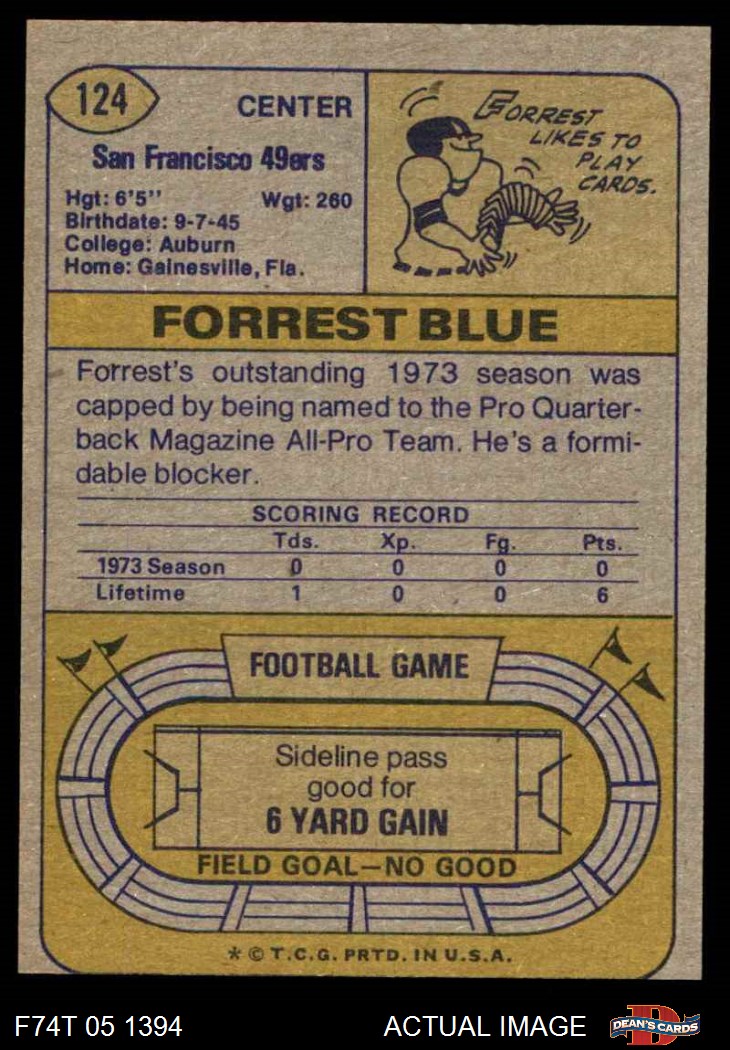 124
CENTER
San Francisco 49ers
Hgt: 6'5'' Wgt: 260
Birthdate: 9-7-45
College: Auburn
Home: Gainesville, Fla.
FORREST
LIKES TO
PLAY
CARDS.
FORREST BLUE
Forrest's outstanding 1973 season was
capped by being named to the Pro Quarter-
back Magazine All-Pro Team. He's a formi-
dable blocker.
SCORING RECORD
Tds. Xp. Fg. Pts.
1973 Season 0 0 0 0
Lifetime 1 0 0 6
FOOTBALL GAME
Sideline pass
good for
6 YARD GAIN
FIELD GOAL—NO GOOD
* © T.C.G. PRTD. IN U.S.A.
F74T 05 1394 ACTUAL IMAGE
D
DEAN'S CARDS